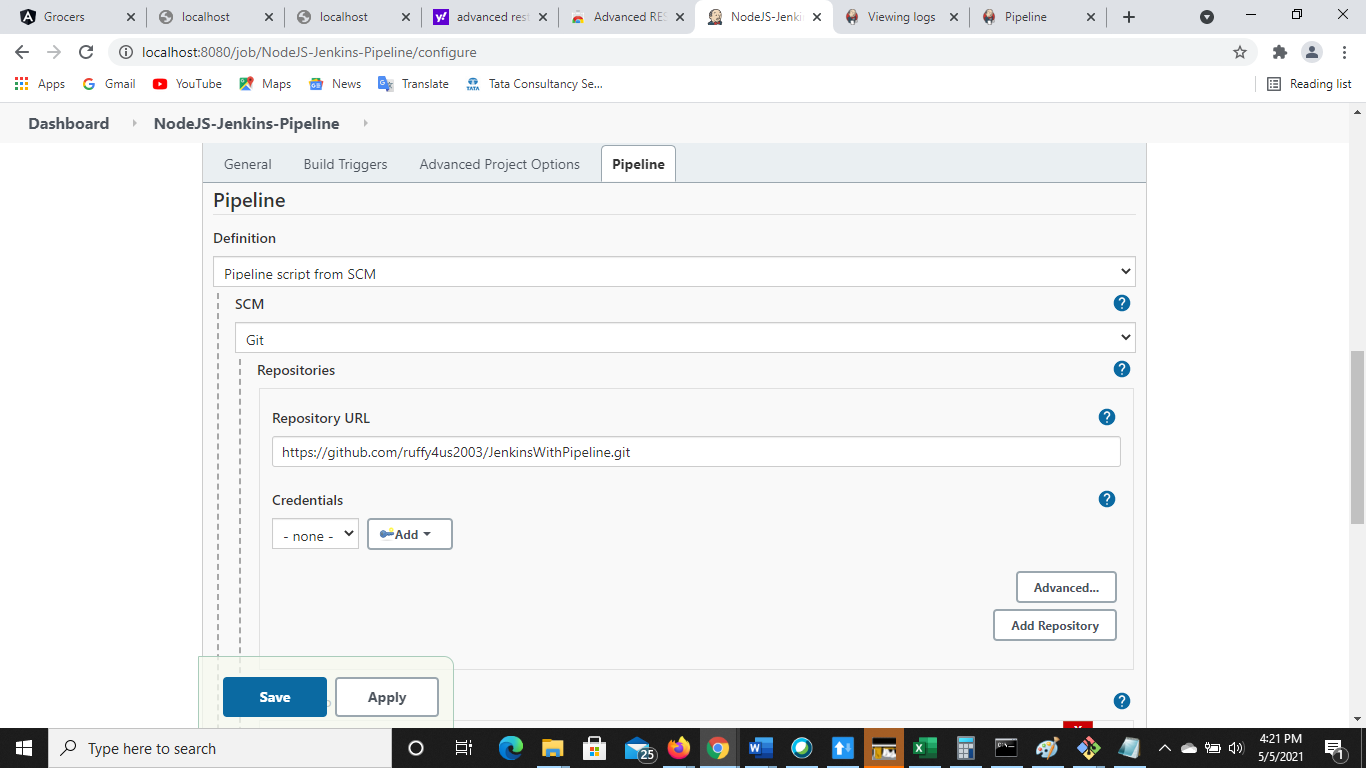 Grocers
localhost
localhost
advanced rest
Advanced RES
NodeJS-Jenki
Viewing logs
Pipeline
localhost:8080/job/NodeJS-Jenkins-Pipeline/configure
Apps
Gmail
YouTube
Maps
News
Translate
TATA
Tata Consultancy Se...
Reading list
Dashboard
NodeJS-Jenkins-Pipeline
General
Build Triggers
Advanced Project Options
Pipeline
Pipeline
Definition
Pipeline script from SCM
SCM
?
Git
Repositories
?
Repository URL
?
https://github.com/ruffy4us2003/JenkinsWithPipeline.git
Credentials
?
- none -
Add
Advanced...
Add Repository
Save
Apply
?
X
Type here to search
25
4:21 PM
5/5/2021
1